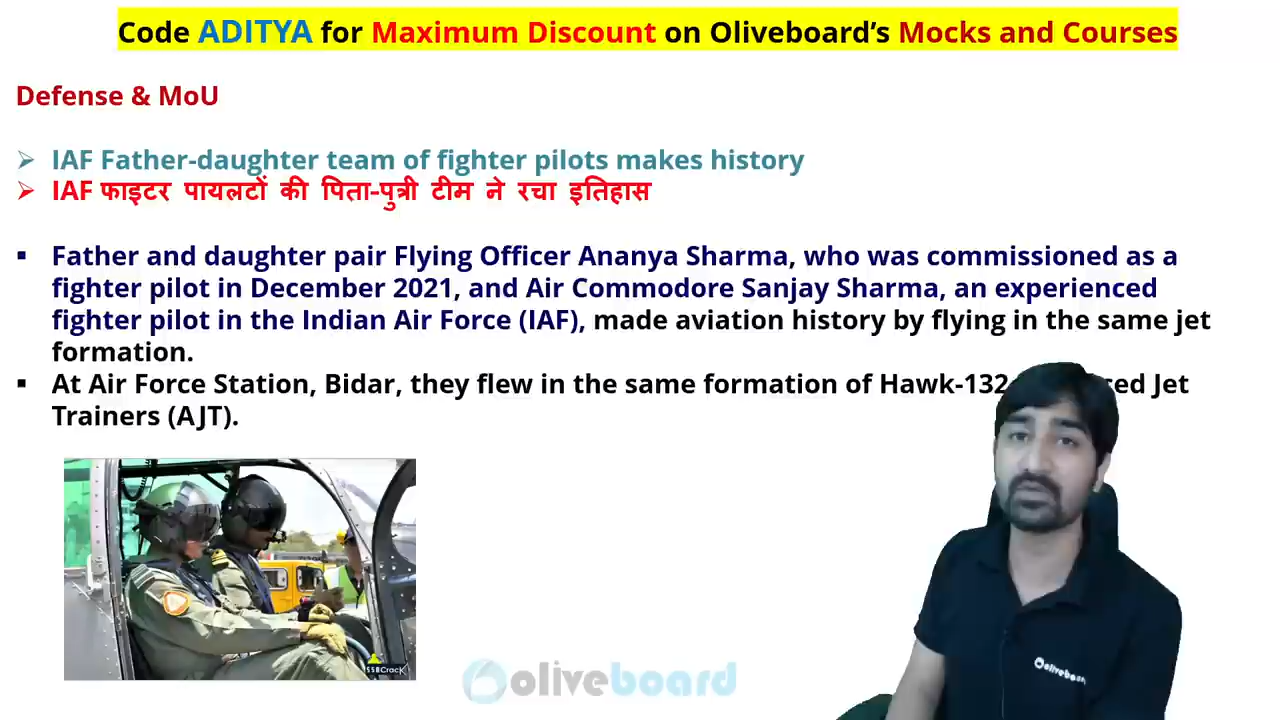 Code ADITYA for Maximum Discount on Oliveboard’s Mocks and Courses
Defense & MoU
➢ IAF Father-daughter team of fighter pilots makes history
➢ IAF फाइटर पायलटों की पिता-पुत्री टीम ने रचा इतिहास
▪ Father and daughter pair Flying Officer Ananya Sharma, who was commissioned as a
fighter pilot in December 2021, and Air Commodore Sanjay Sharma, an experienced
fighter pilot in the Indian Air Force (IAF), made aviation history by flying in the same jet
formation.
▪ At Air Force Station, Bidar, they flew in the same formation of Hawk-132 Jet
Trainers (AJT).
SSBCrack
oliveboard
oliveboard